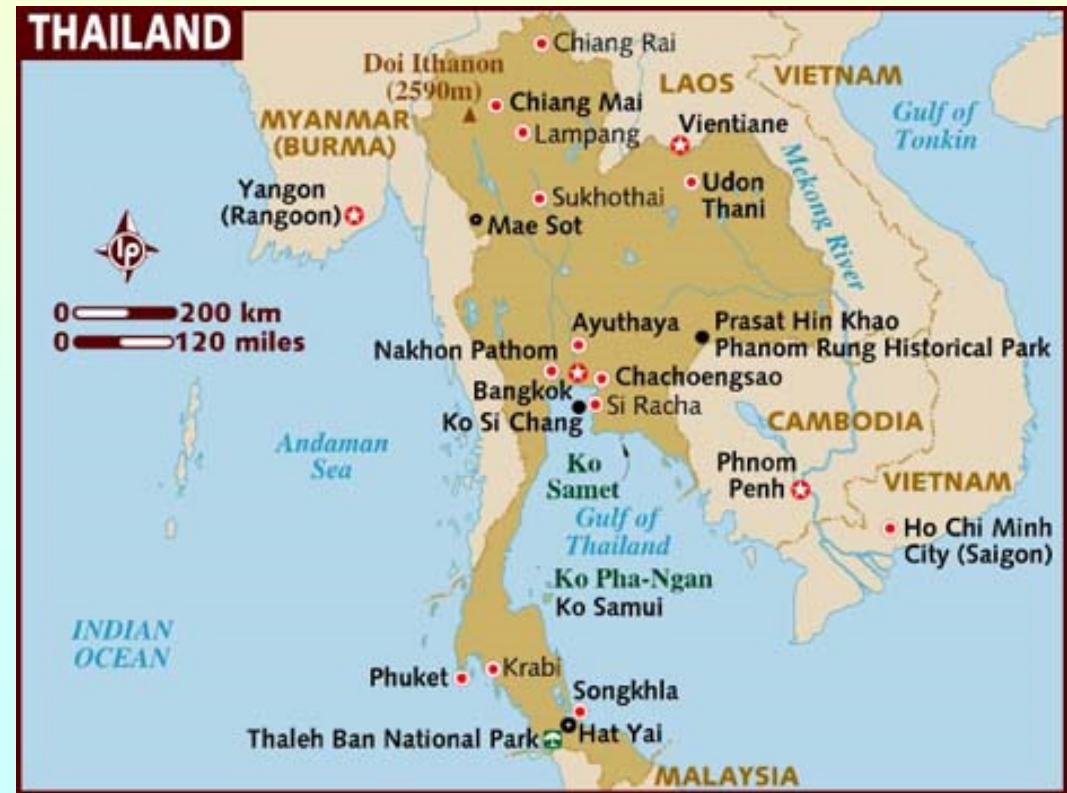 THAILAND
Chiang Rai
Doi Ithanon
(2590m)
Chiang Mai
Lampang
LAOS
VIETNAM
Gulf of
Tonkin
MYANMAR
(BURMA)
Vientiane
Mekong River
Yangon
(Rangoon)
Sukhothai
Udon
Thani
Mae Sot
lp
0 200 km
0 120 miles
Ayuthaya
Prasat Hin Khao
Phanom Rung Historical Park
Nakhon Pathom
Bangkok
Chachoengsao
Ko Si Chang
Si Racha
CAMBODIA
Andaman
Sea
Ko
Samet
Phnom
Penh
VIETNAM
Gulf of
Thailand
Ho Chi Minh
City (Saigon)
Ko Pha-Ngan
Ko Samui
INDIAN
OCEAN
Phuket
Krabi
Songkhla
Thaleh Ban National Park
Hat Yai
MALAYSIA